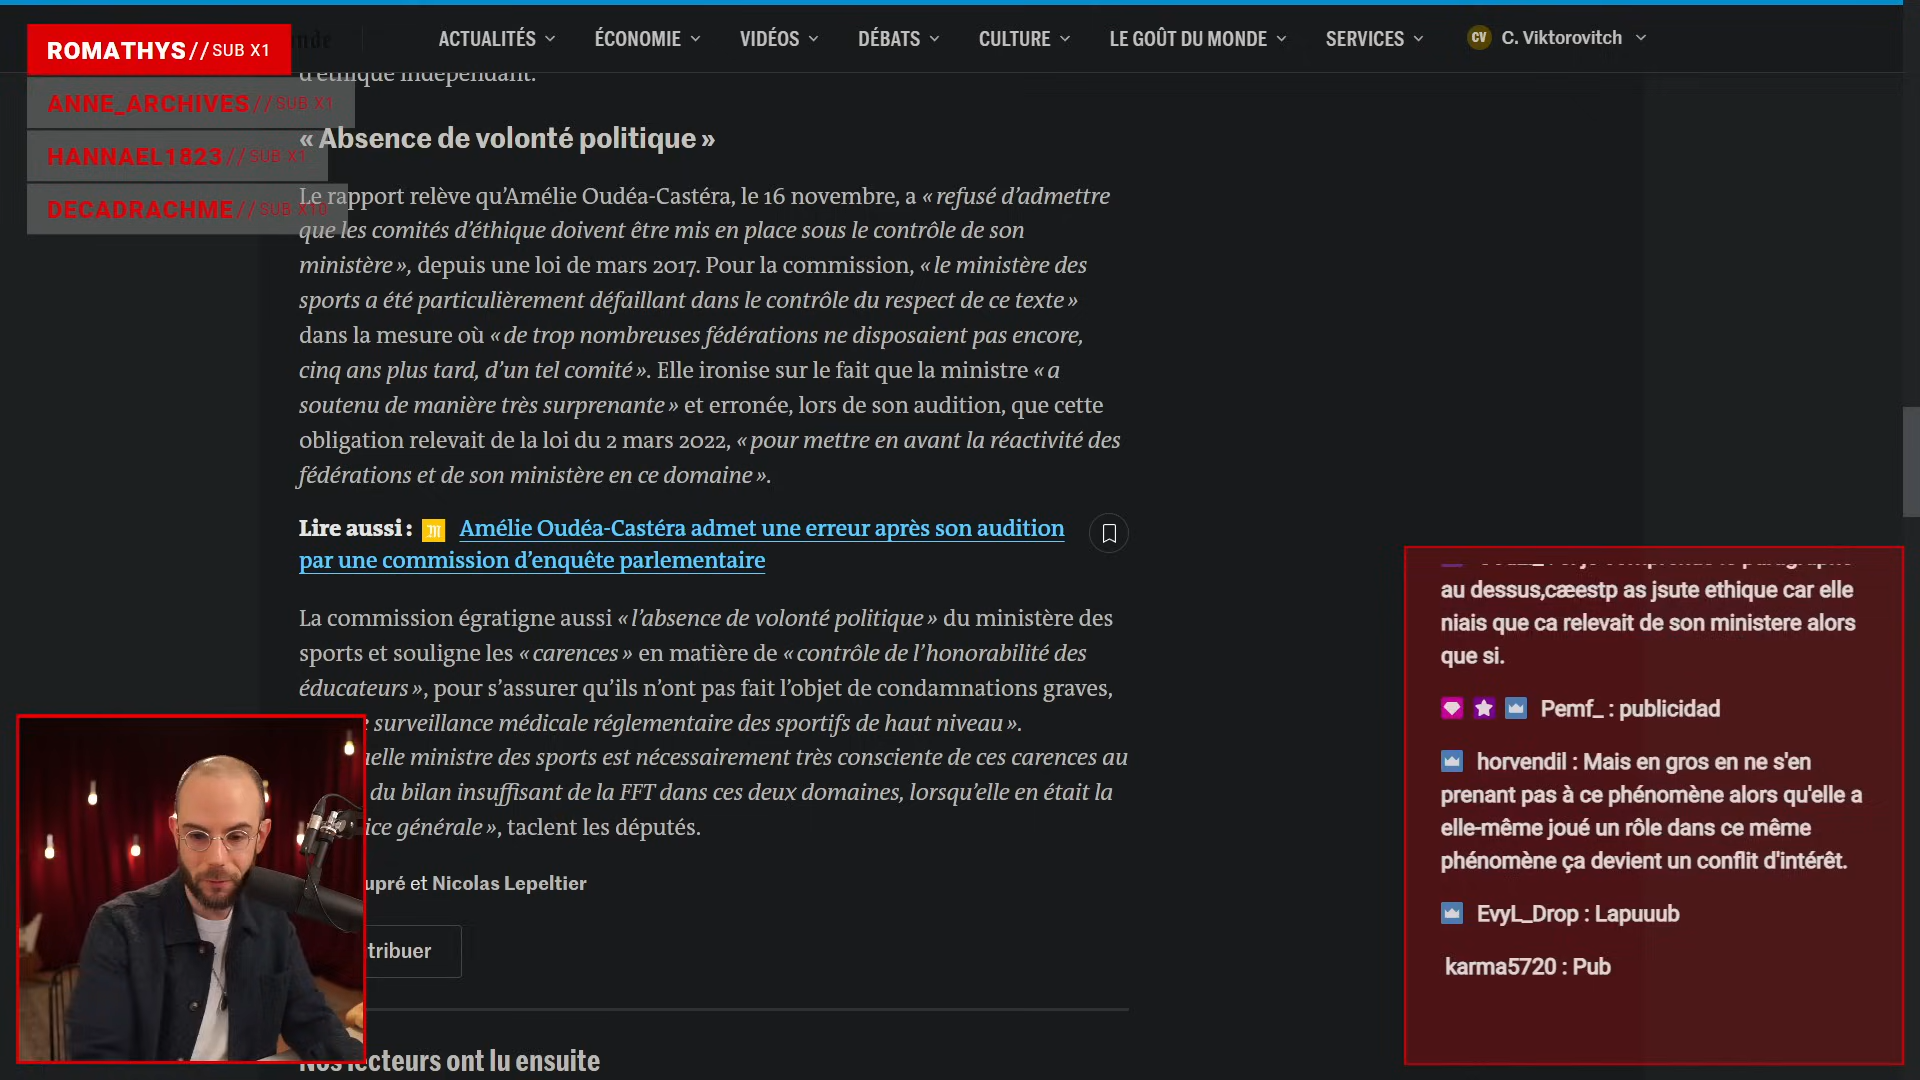 ROMATHYS // SUB X1
ANNE_ARCHIVES // SUB X1
HANNAEL1823 // SUB X1
DECADRACHME // SUB X10
ACTUALITÉS ÉCONOMIE VIDÉOS DÉBATS CULTURE LE GOÛT DU MONDE SERVICES CV C. Viktorovitch
d'éthique indépendant.
« Absence de volonté politique »
Le rapport relève qu'Amélie Oudéa-Castéra, le 16 novembre, a « refusé d'admettre
que les comités d'éthique doivent être mis en place sous le contrôle de son
ministère », depuis une loi de mars 2017. Pour la commission, « le ministère des
sports a été particulièrement défaillant dans le contrôle du respect de ce texte »
dans la mesure où « de trop nombreuses fédérations ne disposaient pas encore,
cinq ans plus tard, d'un tel comité ». Elle ironise sur le fait que la ministre « a
soutenu de manière très surprenante » et erronée, lors de son audition, que cette
obligation relevait de la loi du 2 mars 2022, « pour mettre en avant la réactivité des
fédérations et de son ministère en ce domaine ».
Lire aussi : Amélie Oudéa-Castéra admet une erreur après son audition
par une commission d'enquête parlementaire
La commission égratigne aussi « l'absence de volonté politique » du ministère des
sports et souligne les « carences » en matière de « contrôle de l'honorabilité des
éducateurs », pour s'assurer qu'ils n'ont pas fait l'objet de condamnations graves,
surveillance médicale réglementaire des sportifs de haut niveau ».
elle ministre des sports est nécessairement très consciente de ces carences au
du bilan insuffisant de la FFT dans ces deux domaines, lorsqu'elle en était la
ice générale », taclent les députés.
upré et Nicolas Lepeltier
tribuer
Nos lecteurs ont lu ensuite
au dessus,cæestp as jsute ethique car elle
niais que ca relevait de son ministere alors
que si.
Pemf_ : publicidad
horvendil : Mais en gros en ne s'en
prenant pas à ce phénomène alors qu'elle a
elle-même joué un rôle dans ce même
phénomène ça devient un conflit d'intérêt.
EvyL_Drop : Lapuuub
karma5720 : Pub